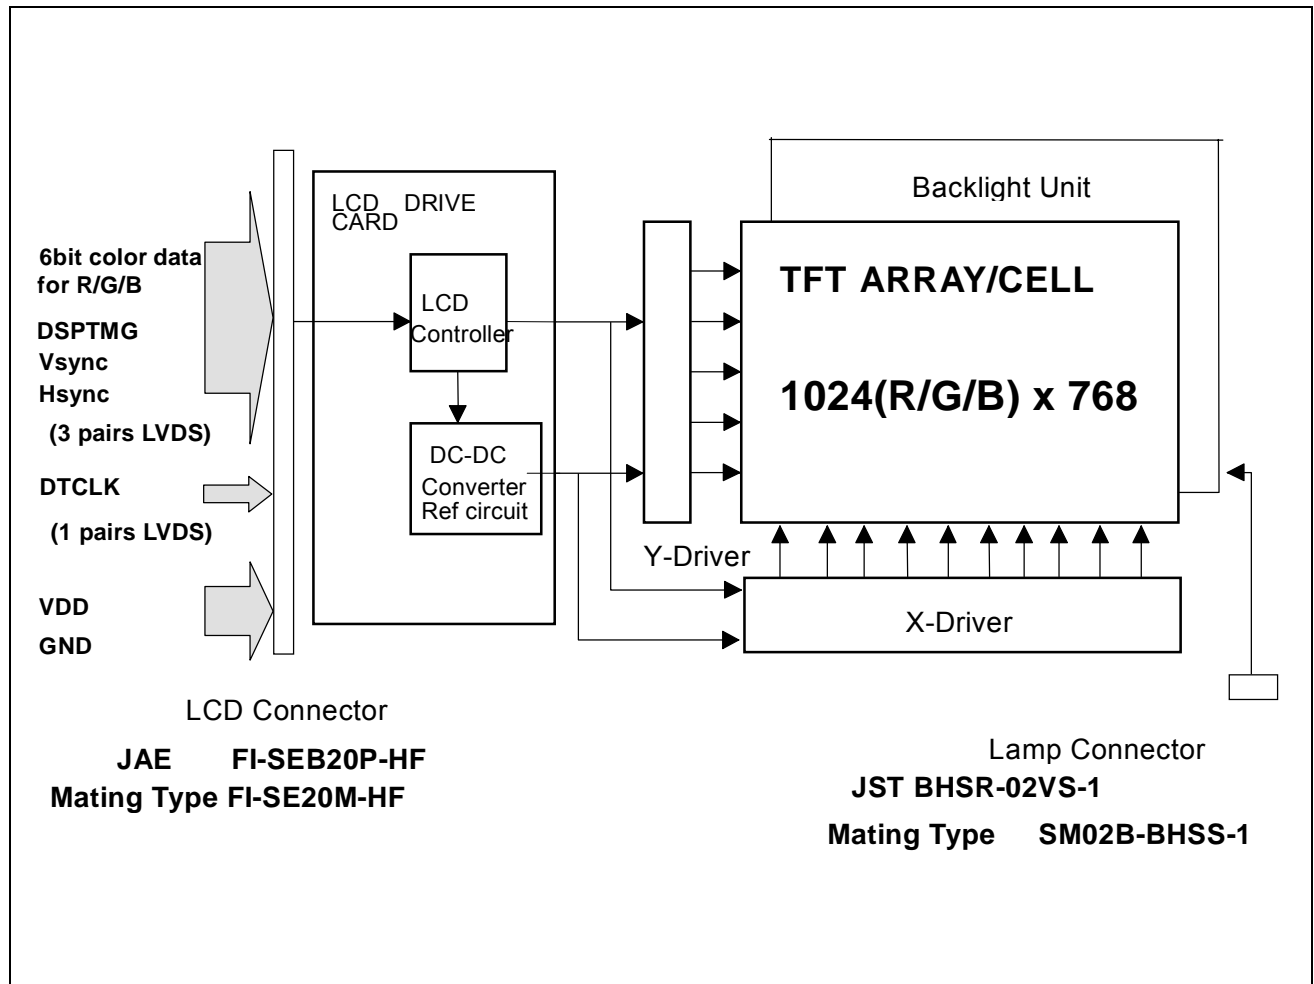 6bit color data
for R/G/B
DSPTMG
Vsync
Hsync
(3 pairs LVDS)
DTCLK
(1 pairs LVDS)
VDD
GND
LCD DRIVE
CARD
LCD
Controller
DC-DC
Converter
Ref circuit
Backlight Unit
TFT ARRAY/CELL
1024(R/G/B) x 768
Y-Driver
X-Driver
LCD Connector
JAE FI-SEB20P-HF
Mating Type FI-SE20M-HF
Lamp Connector
JST BHSR-02VS-1
Mating Type SM02B-BHSS-1